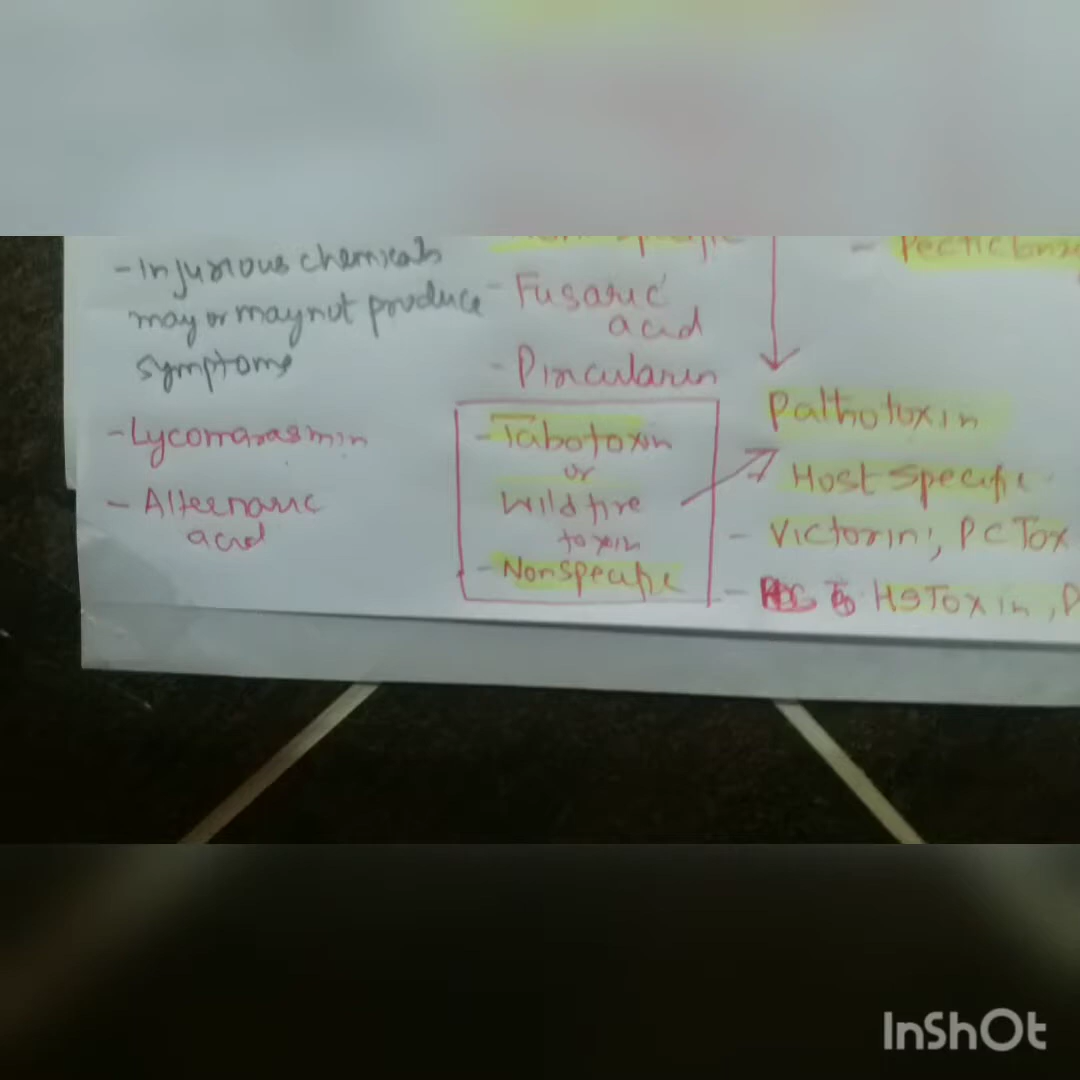 - Injurious chemicals
may or may not produce
symptoms
- Lycomarasmin
- Alternaric
acid
- Fusaric
acid
- Piricularin
- Tabotoxin
or
Wildfire
toxin
- Nonspecific
- Pectic
Pathotoxin
Host Specific
- Victorin, PC Tox
- HS Toxin, P
InShOt